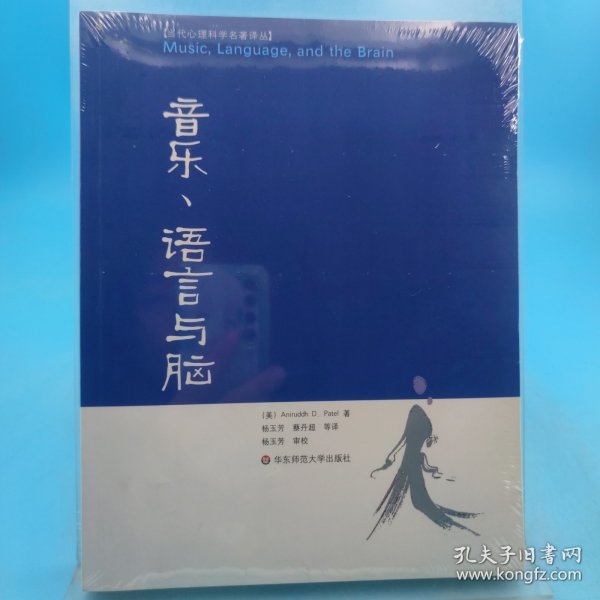 【当代心理科学名著译丛】
Music, Language, and the Brain
音乐、语言与脑
(美) Aniruddh D. Patel 著
杨玉芳 蔡丹超 等译
杨玉芳 审校
华东师范大学出版社
孔夫子旧书网
www.kongfz.com